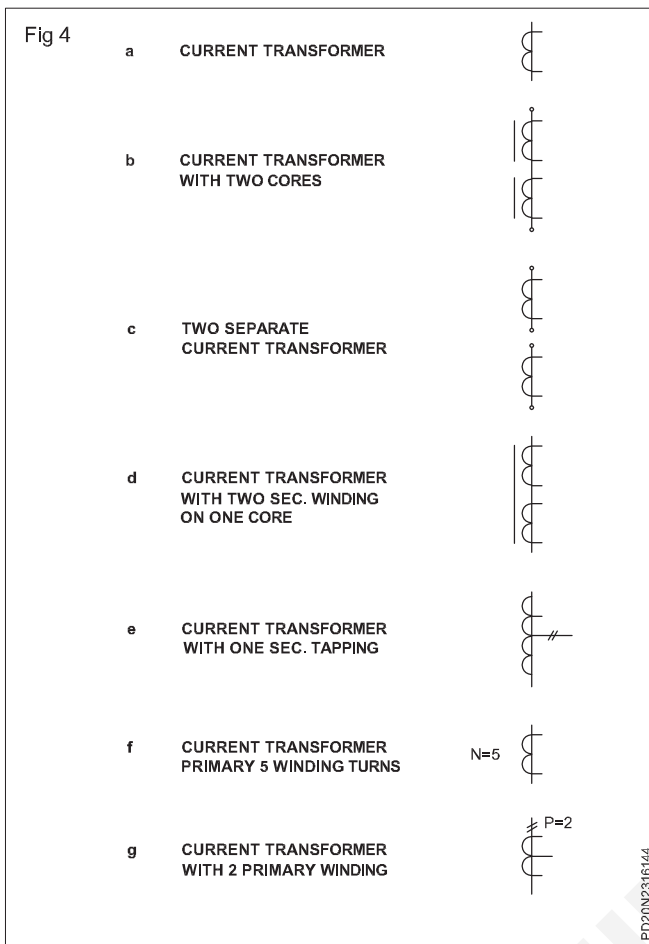 Fig 4
a CURRENT TRANSFORMER
b CURRENT TRANSFORMER
WITH TWO CORES
c TWO SEPARATE
CURRENT TRANSFORMER
d CURRENT TRANSFORMER
WITH TWO SEC. WINDING
ON ONE CORE
e CURRENT TRANSFORMER
WITH ONE SEC. TAPPING
f CURRENT TRANSFORMER
PRIMARY 5 WINDING TURNS
N=5
P=2
g CURRENT TRANSFORMER
WITH 2 PRIMARY WINDING
PD20N2316144